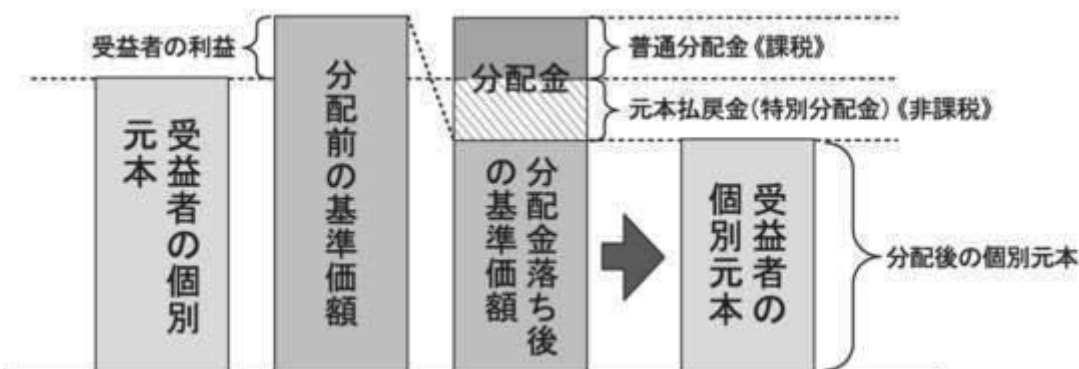 受益者の利益
受益者の個別
元本
分配前の基準価額
分配金
分配金落ち後
の基準価額
普通分配金《課税》
元本払戻金(特別分配金)《非課税》
受益者の
個別元本
分配後の個別元本